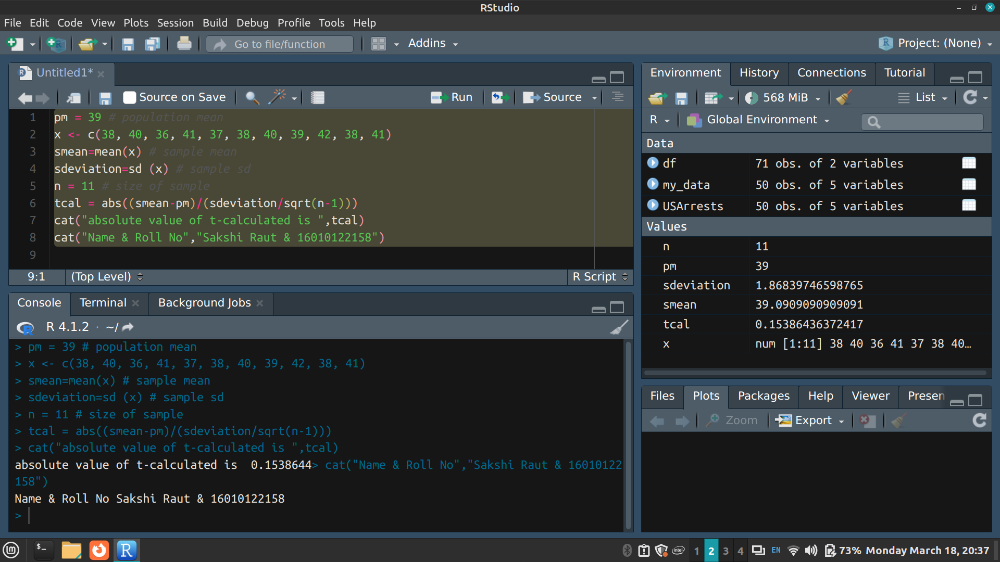 RStudio
File Edit Code View Plots Session Build Debug Profile Tools Help
Go to file/function
Addins
Project: (None)
Untitled1*
Source on Save
Run
Source
1 pm = 39 # population mean
2 x <- c(38, 40, 36, 41, 37, 38, 40, 39, 42, 38, 41)
3 smean=mean(x) # sample mean
4 sdeviation=sd (x) # sample sd
5 n = 11 # size of sample
6 tcal = abs((smean-pm)/(sdeviation/sqrt(n-1)))
7 cat("absolute value of t-calculated is ",tcal)
8 cat("Name & Roll No","Sakshi Raut & 16010122158")
9
9:1 (Top Level) R Script
Console Terminal Background Jobs
R 4.1.2 · ~/
> pm = 39 # population mean
> x <- c(38, 40, 36, 41, 37, 38, 40, 39, 42, 38, 41)
> smean=mean(x) # sample mean
> sdeviation=sd (x) # sample sd
> n = 11 # size of sample
> tcal = abs((smean-pm)/(sdeviation/sqrt(n-1)))
> cat("absolute value of t-calculated is ",tcal)
absolute value of t-calculated is  0.1538644> cat("Name & Roll No","Sakshi Raut & 16010122
158")
Name & Roll No Sakshi Raut & 16010122158
>
Environment History Connections Tutorial
568 MiB
List
R Global Environment
Data
df 71 obs. of 2 variables
my_data 50 obs. of 5 variables
USArrests 50 obs. of 5 variables
Values
n 11
pm 39
sdeviation 1.86839746598765
smean 39.0909090909091
tcal 0.15386436372417
x num [1:11] 38 40 36 41 37 38 40…
Files Plots Packages Help Viewer Presen
Zoom Export
$_ R intel 1 2 3 4 EN 73% Monday March 18, 20:37